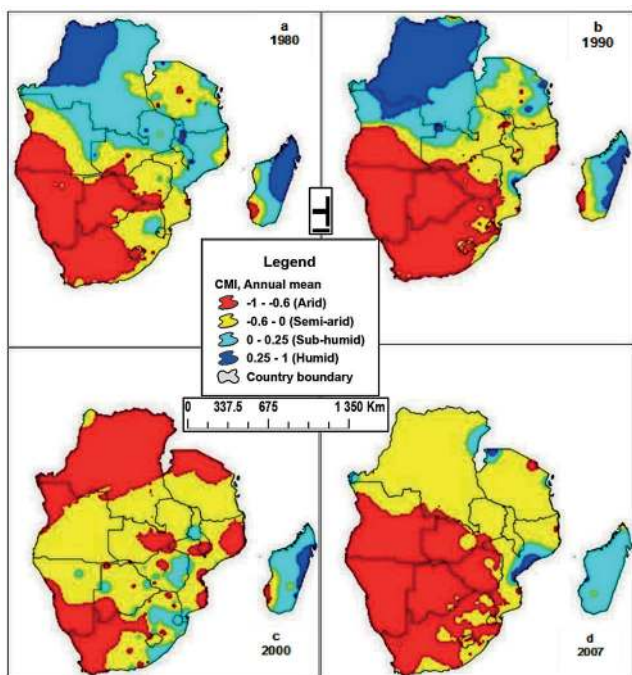 a
1980
b
1990
Legend
CMI, Annual mean
-1 - -0.6 (Arid)
-0.6 - 0 (Semi-arid)
0 - 0.25 (Sub-humid)
0.25 - 1 (Humid)
Country boundary
0 337.5 675 1 350 Km
c
2000
d
2007